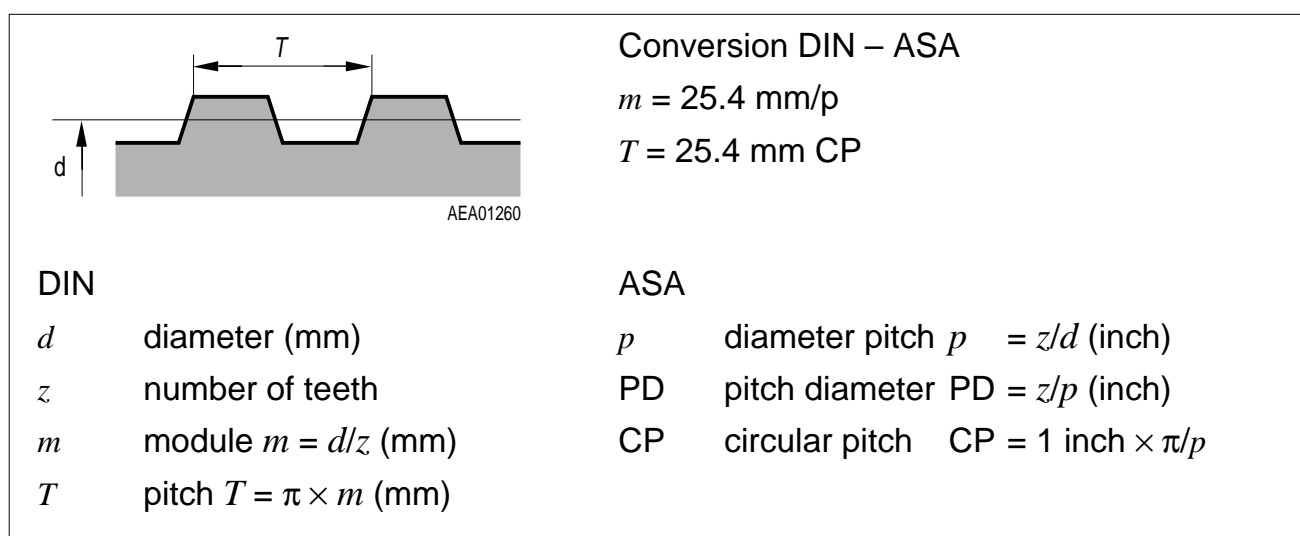 T
d
AEA01260
Conversion DIN – ASA
m = 25.4 mm/p
T = 25.4 mm CP
DIN
d diameter (mm)
z number of teeth
m module m = d/z (mm)
T pitch T = π × m (mm)
ASA
p diameter pitch p = z/d (inch)
PD pitch diameter PD = z/p (inch)
CP circular pitch CP = 1 inch × π/p